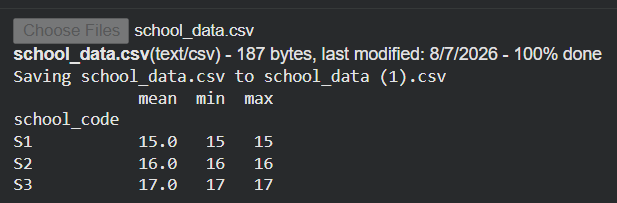 Choose Files school_data.csv
school_data.csv(text/csv) - 187 bytes, last modified: 8/7/2026 - 100% done
Saving school_data.csv to school_data (1).csv
mean min max
school_code
S1 15.0 15 15
S2 16.0 16 16
S3 17.0 17 17